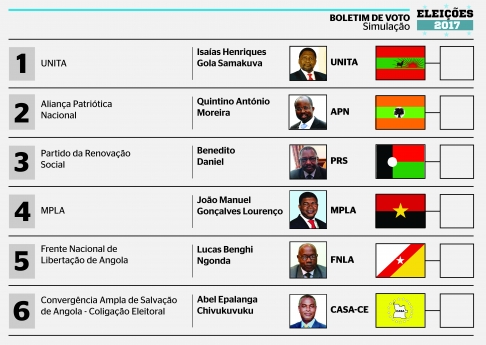 BOLETIM DE VOTO
Simulação
ELEIÇÕES
2017
1
UNITA
Isaías Henriques
Gola Samakuva
UNITA
2
Aliança Patriótica
Nacional
Quintino António
Moreira
APN
3
Partido da Renovação
Social
Benedito
Daniel
PRS
4
MPLA
João Manuel
Gonçalves Lourenço
MPLA
5
Frente Nacional de
Libertação de Angola
Lucas Benghi
Ngonda
FNLA
6
Convergência Ampla de Salvação
de Angola - Coligação Eleitoral
Abel Epalanga
Chivukuvuku
CASA-CE